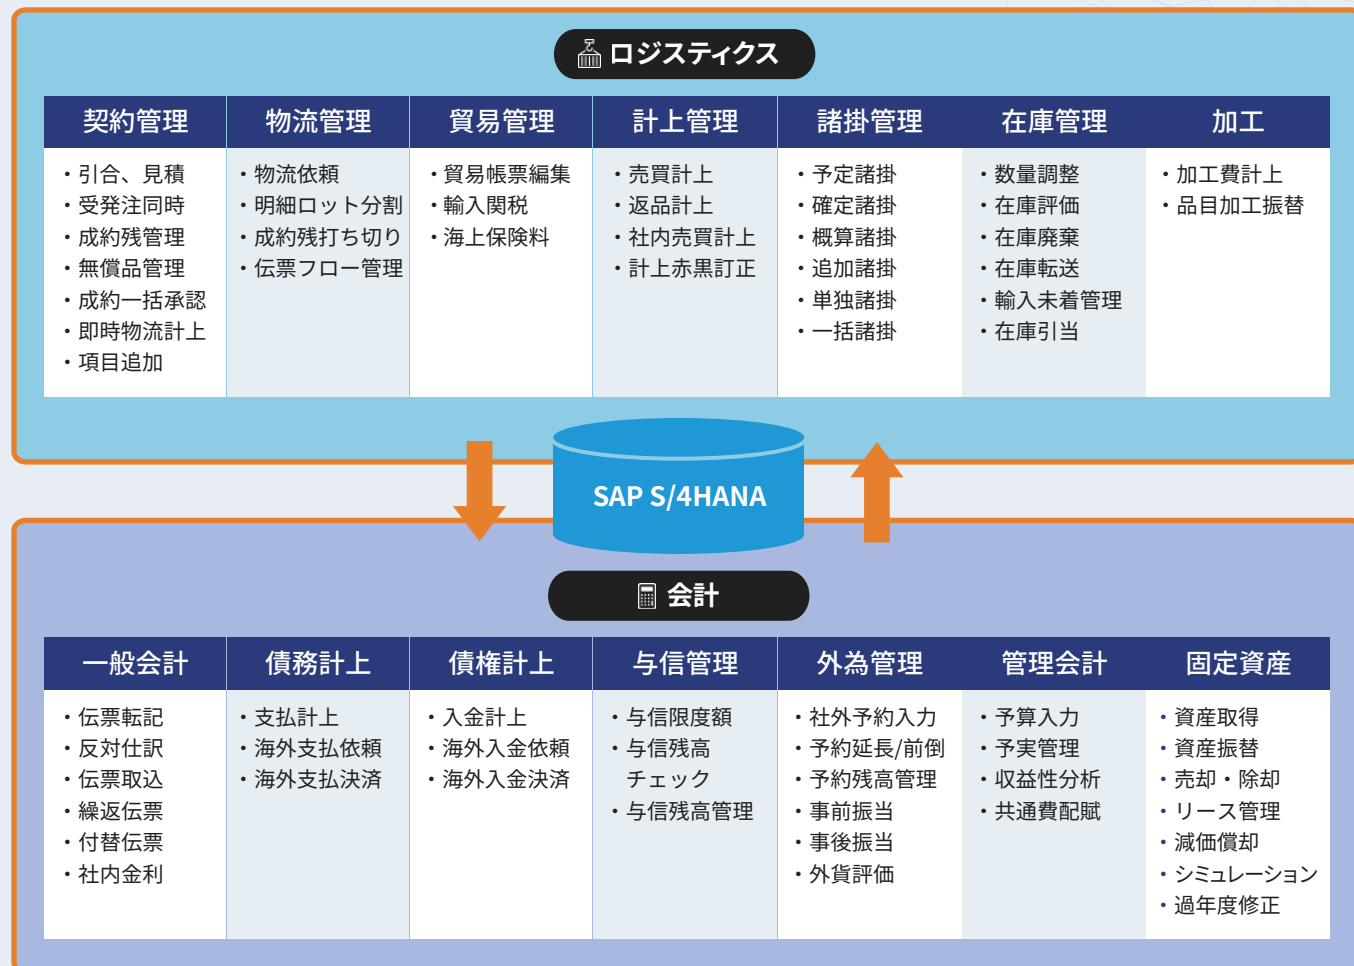 ロジスティクス
契約管理
・引合、見積
・受発注同時
・成約残管理
・無償品管理
・成約一括承認
・即時物流計上
・項目追加
物流管理
・物流依頼
・明細ロット分割
・成約残打ち切り
・伝票フロー管理
貿易管理
・貿易帳票編集
・輸入関税
・海上保険料
計上管理
・売買計上
・返品計上
・社内売買計上
・計上赤黒訂正
諸掛管理
・予定諸掛
・確定諸掛
・概算諸掛
・追加諸掛
・単独諸掛
・一括諸掛
在庫管理
・数量調整
・在庫評価
・在庫廃棄
・在庫転送
・輸入未着管理
・在庫引当
加工
・加工費計上
・品目加工振替
SAP S/4HANA
会計
一般会計
・伝票転記
・反対仕訳
・伝票取込
・繰返伝票
・付替伝票
・社内金利
債務計上
・支払計上
・海外支払依頼
・海外支払決済
債権計上
・入金計上
・海外入金依頼
・海外入金決済
与信管理
・与信限度額
・与信残高
チェック
・与信残高管理
外為管理
・社外予約入力
・予約延長/前倒
・予約残高管理
・事前振当
・事後振当
・外貨評価
管理会計
・予算入力
・予実管理
・収益性分析
・共通費配賦
固定資産
・資産取得
・資産振替
・売却・除却
・リース管理
・減価償却
・シミュレーション
・過年度修正